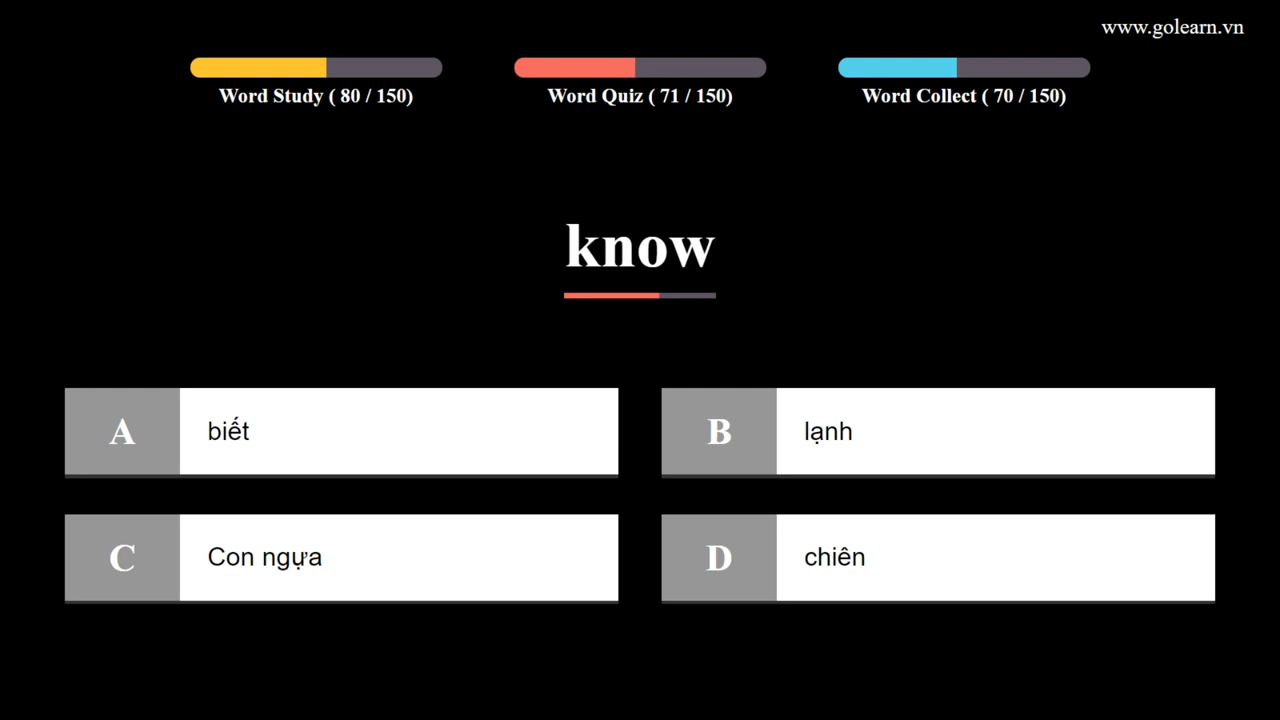 www.golearn.vn
Word Study ( 80 / 150)
Word Quiz ( 71 / 150)
Word Collect ( 70 / 150)
know
A
biết
B
lạnh
C
Con ngựa
D
chiên